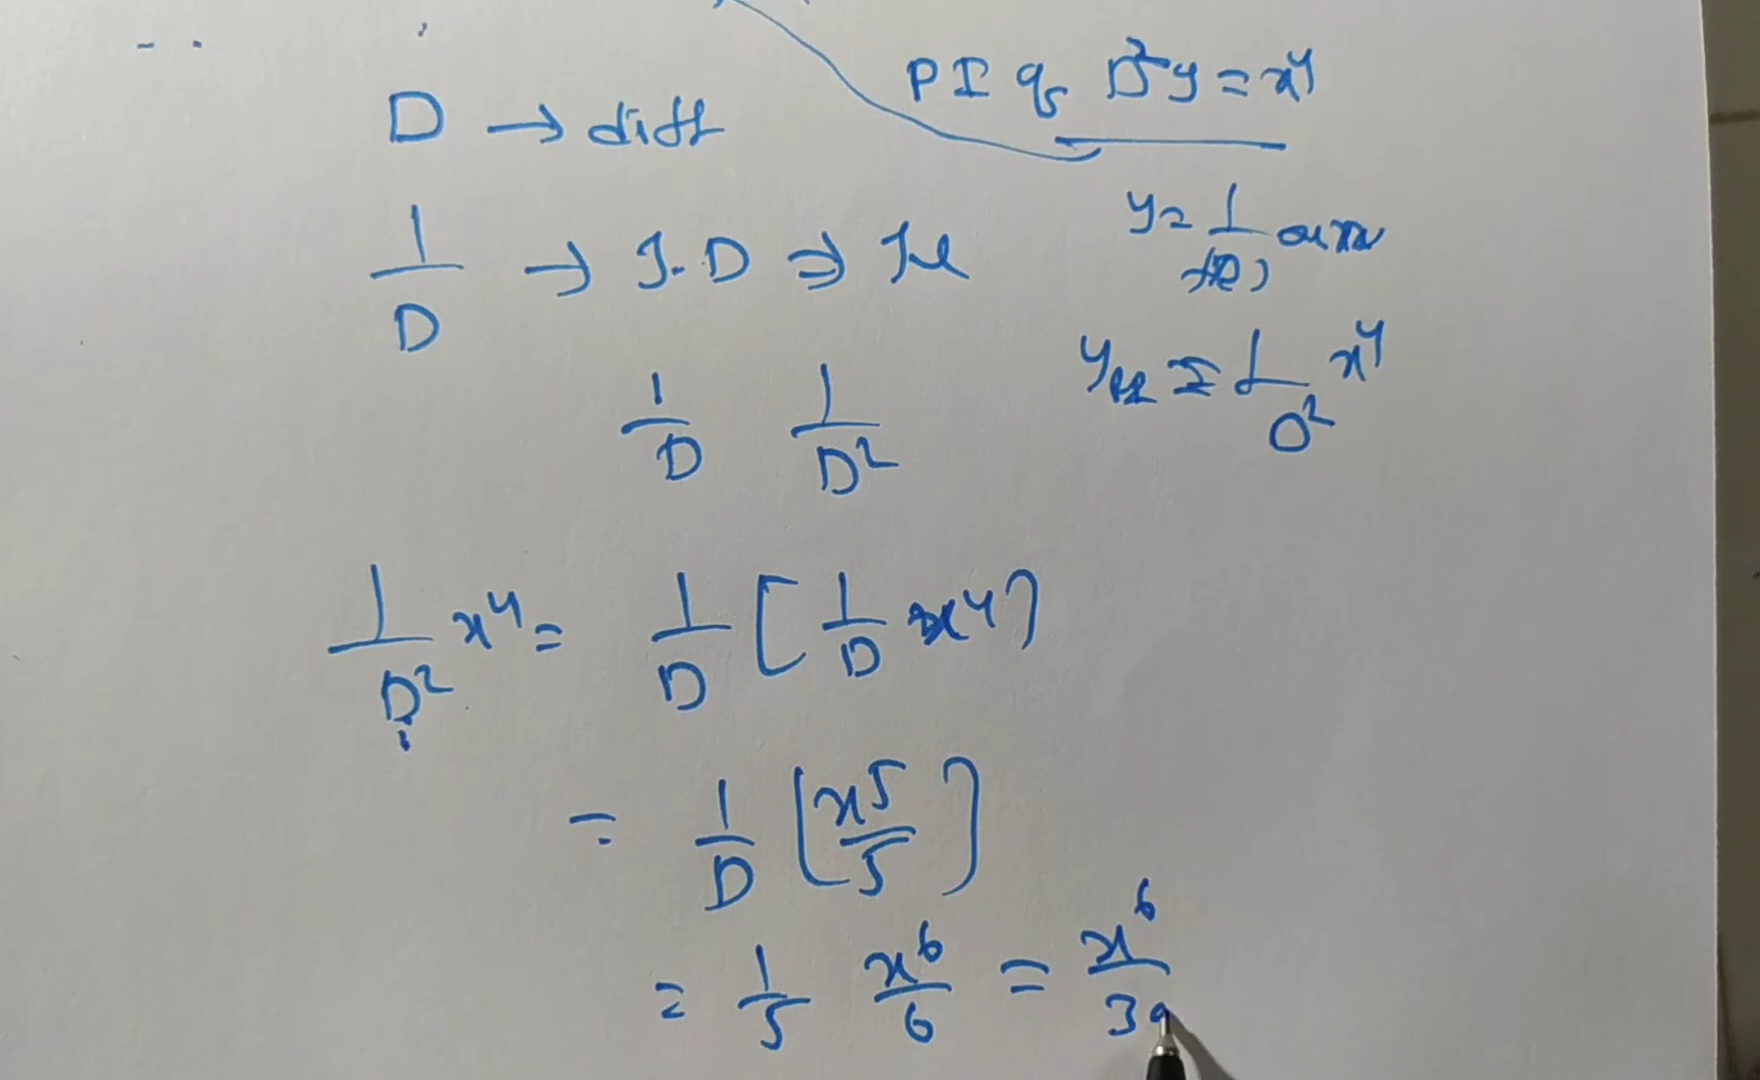 D → diff
PI of D²y = x⁴
1/D → I.D ⇒ Int
y = 1/f(D)
y = 1/D² x⁴
1/D 1/D²
1/D² x⁴ = 1/D [1/D x⁴]
= 1/D [x⁵/5]
= 1/5 x⁶/6 = x⁶/30